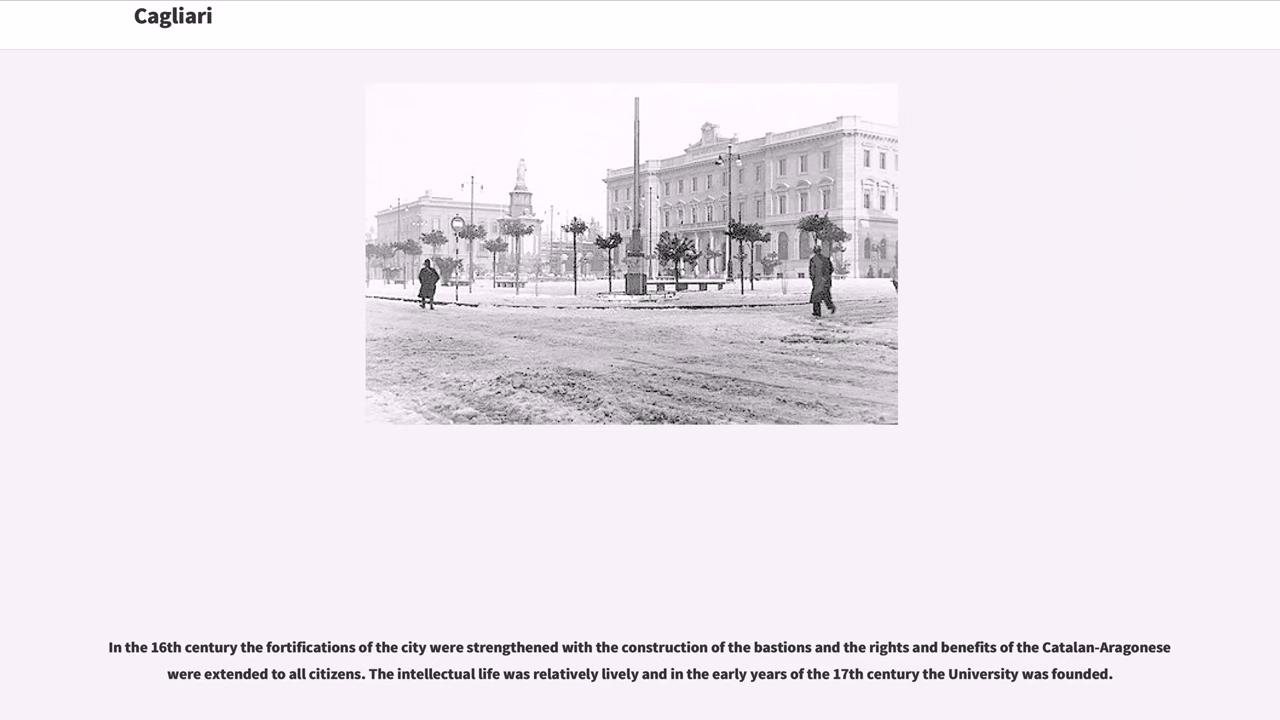 Cagliari
In the 16th century the fortifications of the city were strengthened with the construction of the bastions and the rights and benefits of the Catalan-Aragonese
were extended to all citizens. The intellectual life was relatively lively and in the early years of the 17th century the University was founded.